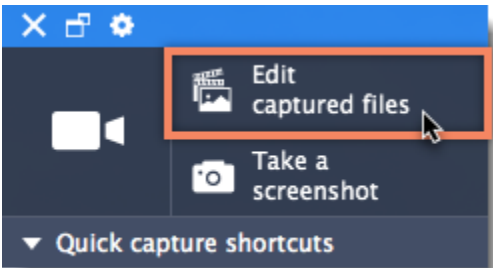 Edit
captured files
Take a
screenshot
Quick capture shortcuts